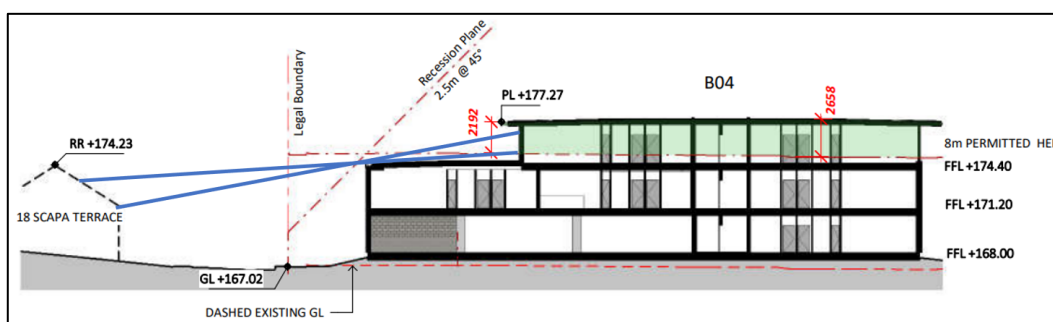 Legal Boundary
Recession Plane
2.5m @ 45°
PL +177.27
B04
2192
2658
RR +174.23
8m PERMITTED HEI
FFL +174.40
18 SCAPA TERRACE
FFL +171.20
FFL +168.00
GL +167.02
DASHED EXISTING GL